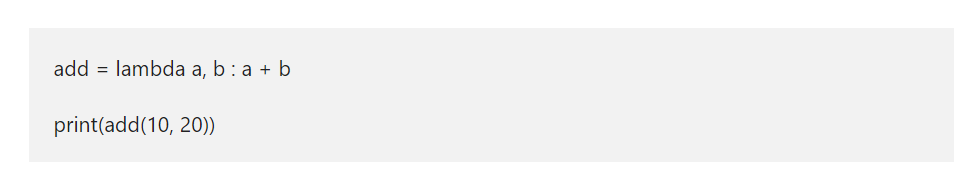 add = lambda a, b : a + b
print(add(10, 20))